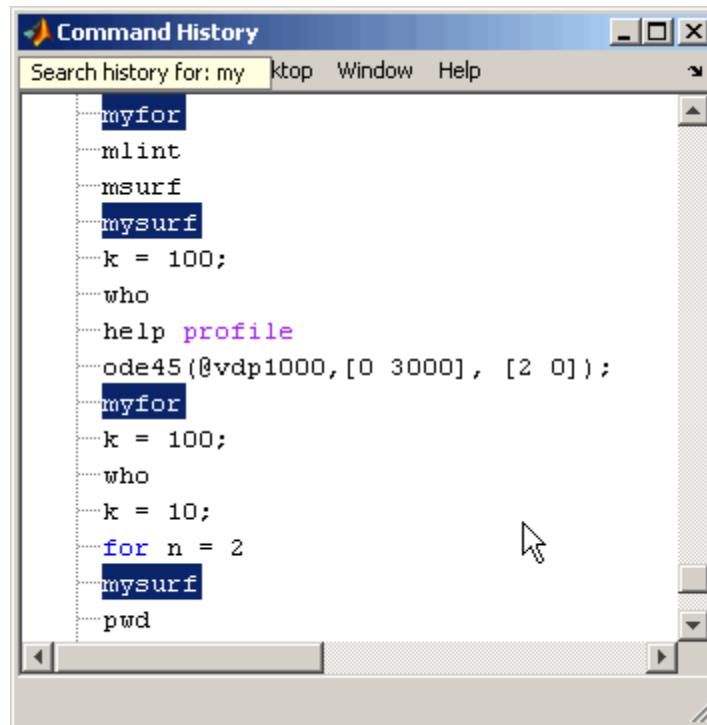 Command History
Search history for: my ktop Window Help
myfor
mlint
msurf
mysurf
k = 100;
who
help profile
ode45(@vdp1000,[0 3000], [2 0]);
myfor
k = 100;
who
k = 10;
for n = 2
mysurf
pwd